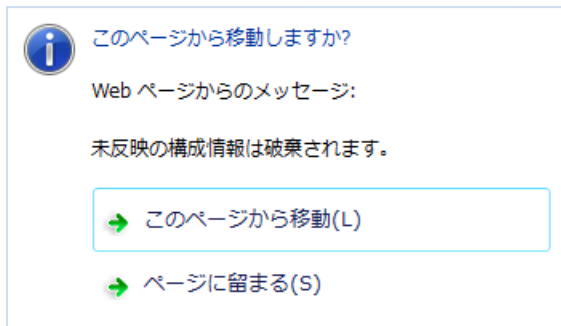 このページから移動しますか?
Web ページからのメッセージ:
未反映の構成情報は破棄されます。
このページから移動(L)
ページに留まる(S)